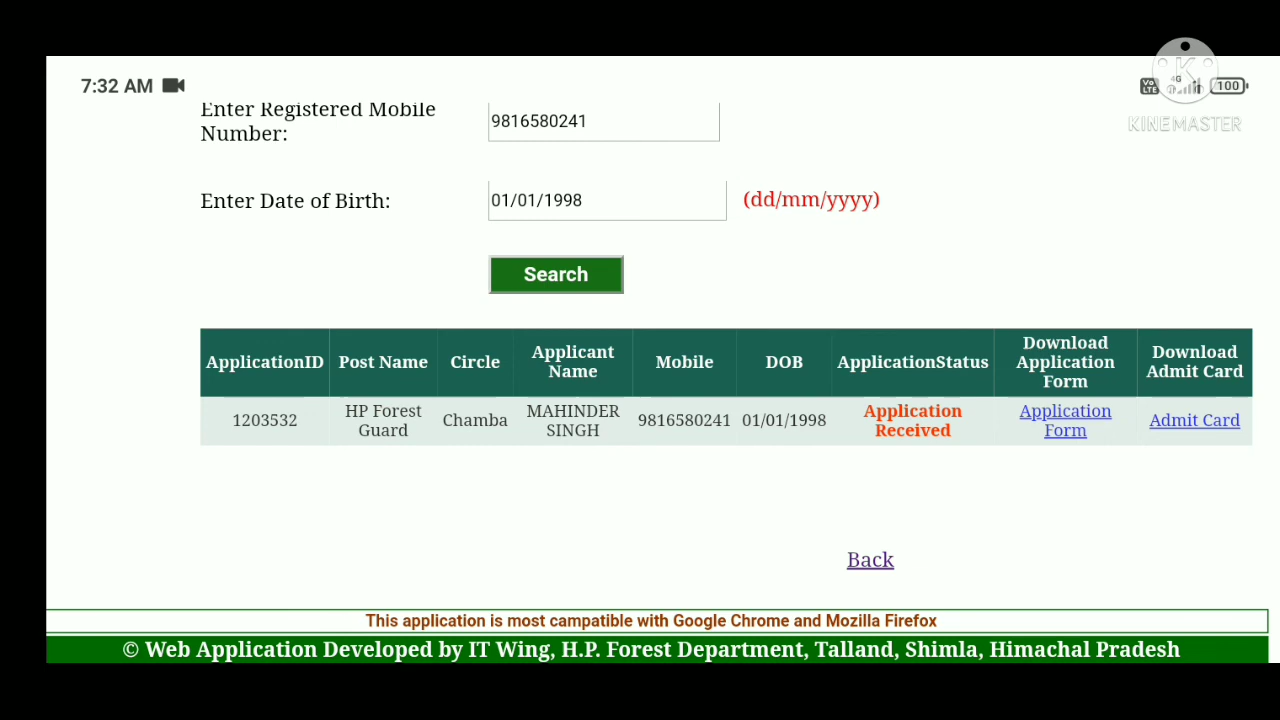 7:32 AM
Vo LTE 4G 100
KINEMASTER
Enter Registered Mobile
Number:
9816580241
Enter Date of Birth:
01/01/1998
(dd/mm/yyyy)
Search
ApplicationID Post Name Circle Applicant Name Mobile DOB ApplicationStatus Download Application Form Download Admit Card
1203532 HP Forest Guard Chamba MAHINDER SINGH 9816580241 01/01/1998 Application Received Application Form Admit Card
Back
This application is most campatible with Google Chrome and Mozilla Firefox
© Web Application Developed by IT Wing, H.P. Forest Department, Talland, Shimla, Himachal Pradesh